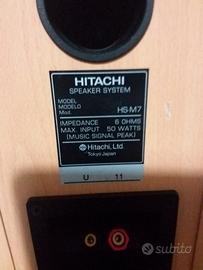 HITACHI
SPEAKER SYSTEM
MODEL
MODELO
Mod. HS-M7
IMPEDANCE 6 OHMS
MAX. INPUT 50 WATTS
(MUSIC SIGNAL PEAK)
Hitachi, Ltd.
Tokyo Japan
U 11
subito